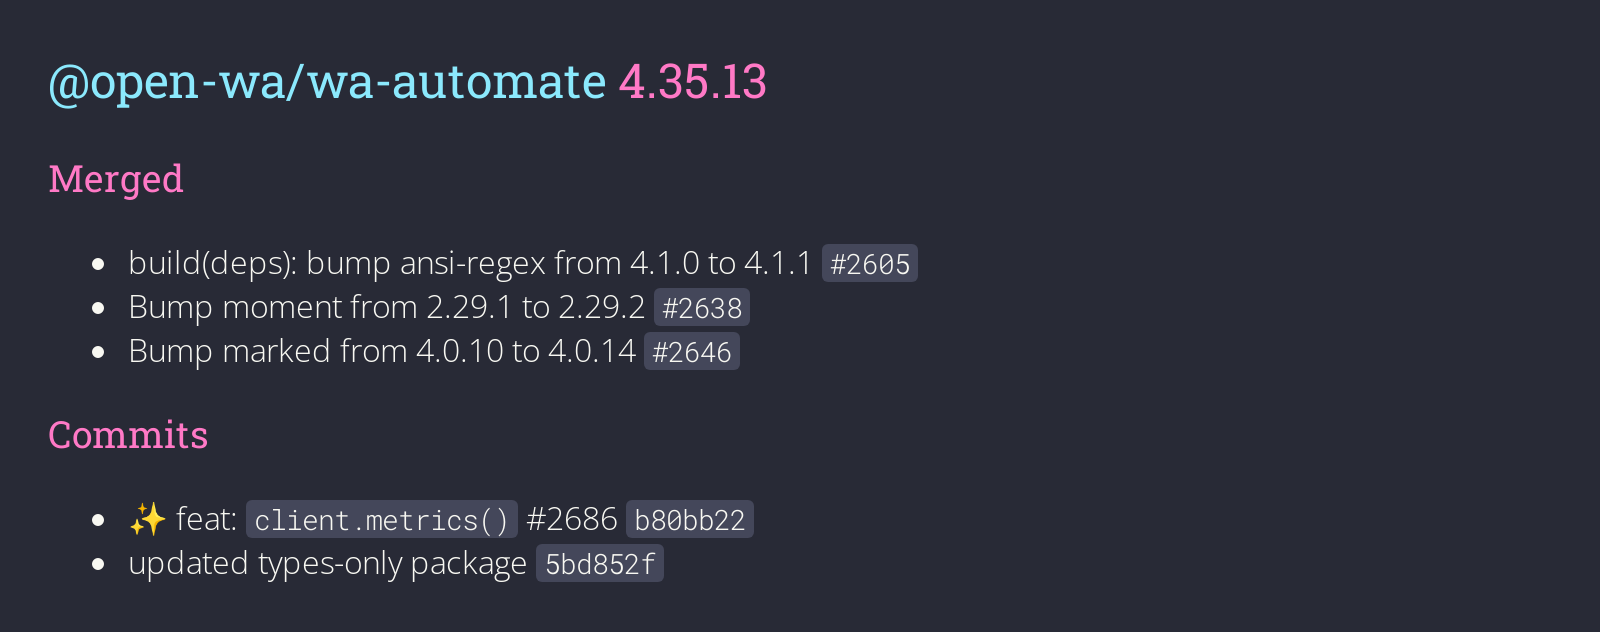 @open-wa/wa-automate 4.35.13
Merged
build(deps): bump ansi-regex from 4.1.0 to 4.1.1 #2605
Bump moment from 2.29.1 to 2.29.2 #2638
Bump marked from 4.0.10 to 4.0.14 #2646
Commits
✨ feat: client.metrics() #2686 b80bb22
updated types-only package 5bd852f